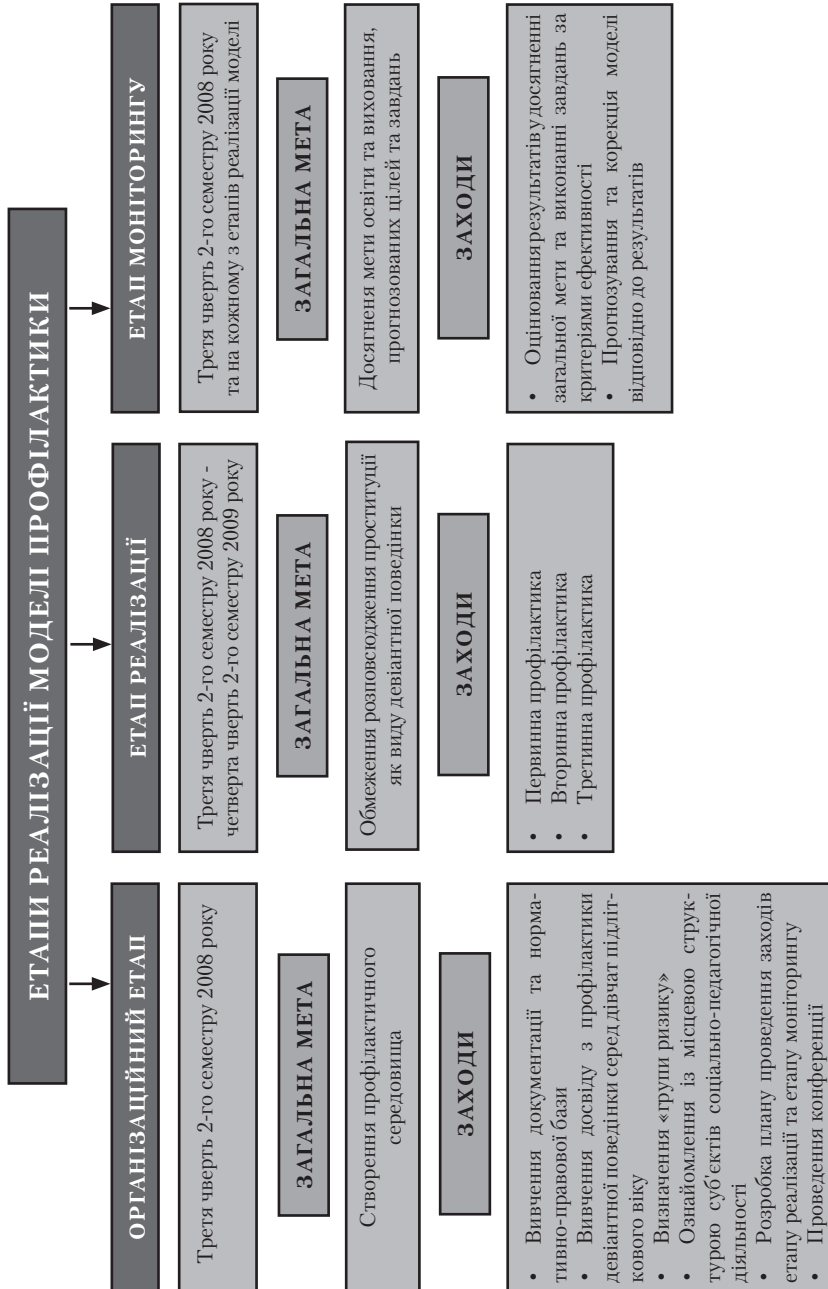 ЕТАПИ РЕАЛІЗАЦІЇ МОДЕЛІ ПРОФІЛАКТИКИ
ОРГАНІЗАЦІЙНИЙ ЕТАП
Третя чверть 2-го семестру 2008 року
ЗАГАЛЬНА МЕТА
Створення профілактичного
середовища
ЗАХОДИ
• Вивчення документації та норма-
тивно-правової бази
• Вивчення досвіду з профілактики
девіантної поведінки серед дівчат підліт-
кового віку
• Визначення «групи ризику»
• Ознайомлення із місцевою струк-
турою суб'єктів соціально-педагогічної
діяльності
• Розробка плану проведення заходів
етапу реалізації та етапу моніторингу
• Проведення конференції
ЕТАП РЕАЛІЗАЦІЇ
Третя чверть 2-го семестру 2008 року -
четверта чверть 2-го семестру 2009 року
ЗАГАЛЬНА МЕТА
Обмеження розповсюдження проституції
як виду девіантної поведінки
ЗАХОДИ
• Первинна профілактика
• Вторинна профілактика
• Третинна профілактика
ЕТАП МОНІТОРИНГУ
Третя чверть 2-го семестру 2008 року
та на кожному з етапів реалізації моделі
ЗАГАЛЬНА МЕТА
Досягненя мети освіти та виховання,
прогнозованих цілей та завдань
ЗАХОДИ
• Оцінювання результатів у досягненні
загальної мети та виконанні завдань за
критеріями ефективності
• Прогнозування та корекція моделі
відповідно до результатів